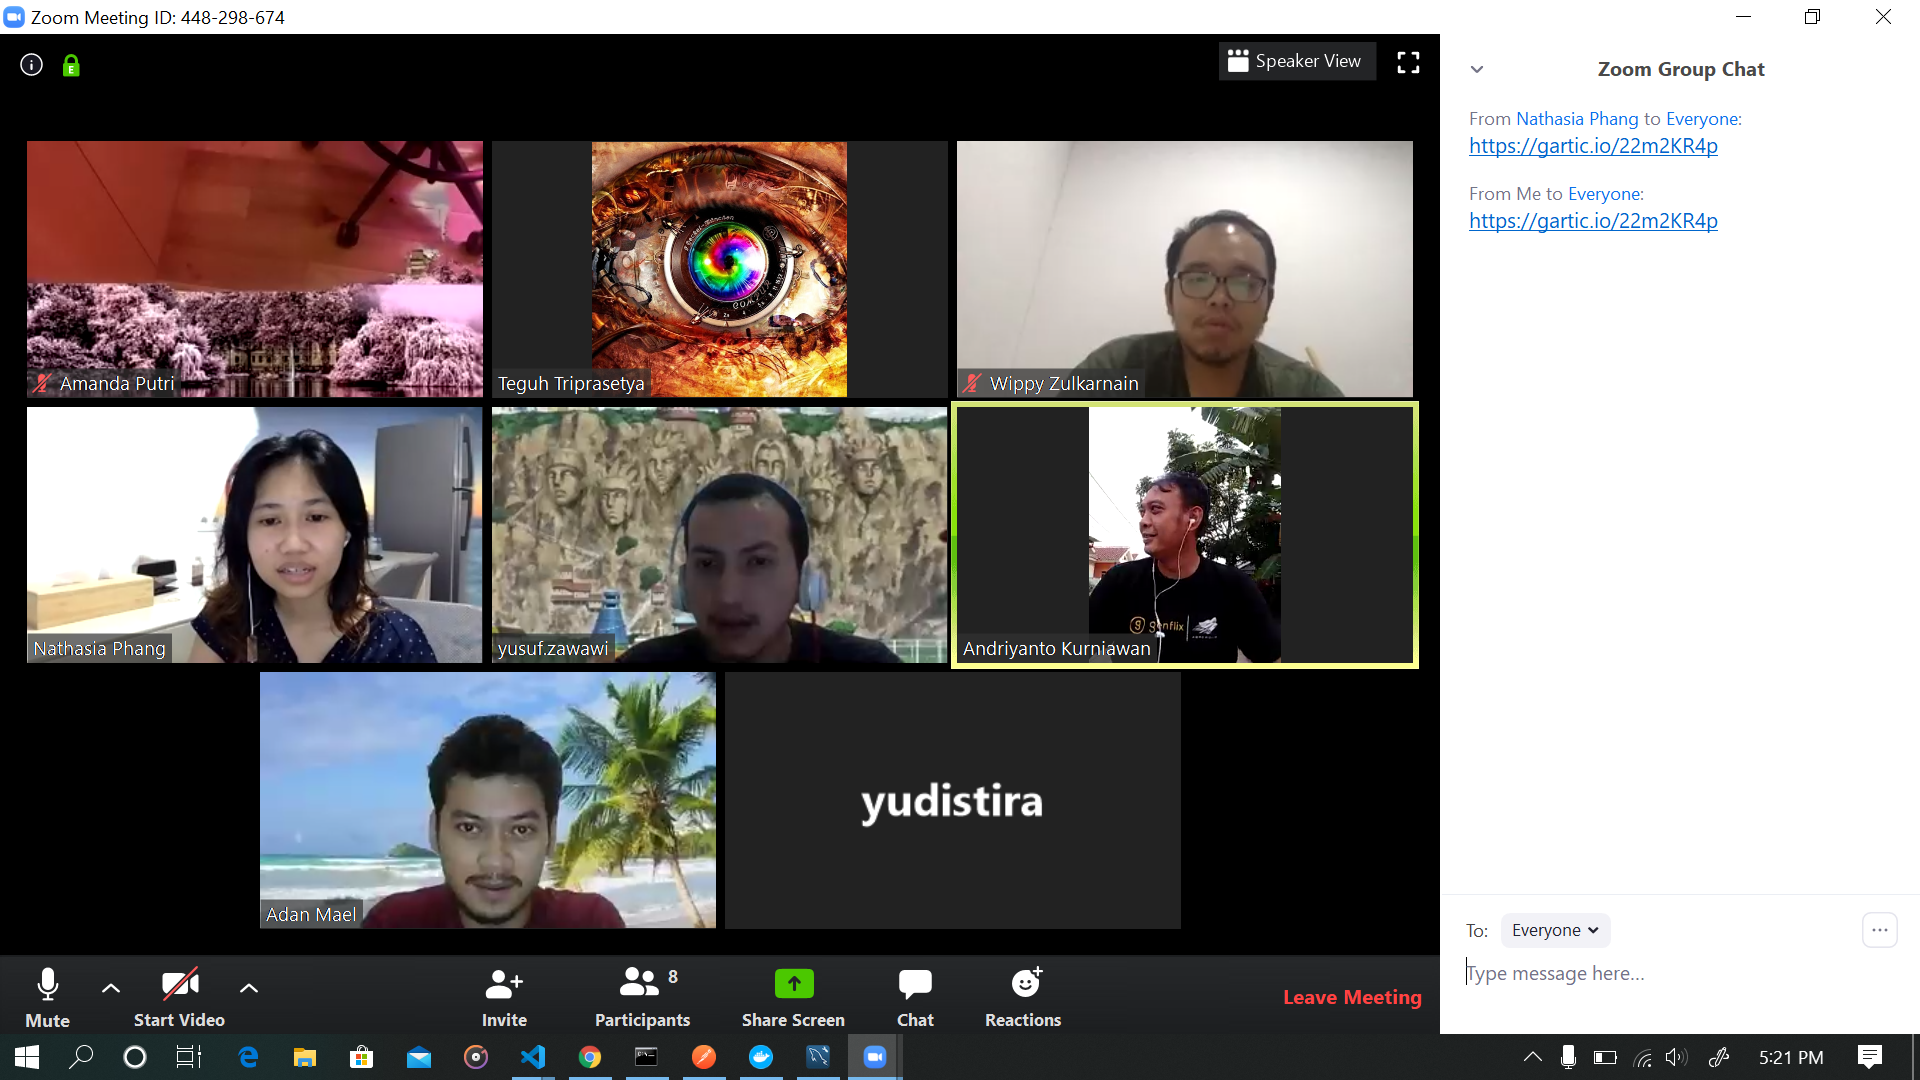 Zoom Meeting ID: 448-298-674
Speaker View
Zoom Group Chat
From Nathasia Phang to Everyone:
https://gartic.io/22m2KR4p
From Me to Everyone:
https://gartic.io/22m2KR4p
Amanda Putri
Teguh Triprasetya
Wippy Zulkarnain
Nathasia Phang
yusuf.zawawi
genflix
Andriyanto Kurniawan
Adan Mael
yudistira
To: Everyone
Type message here...
Mute
Start Video
Invite
Participants 8
Share Screen
Chat
Reactions
Leave Meeting
5:21 PM